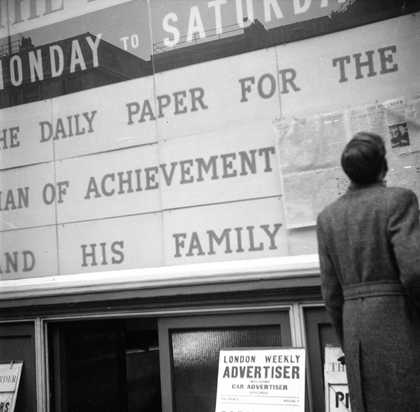 THE
MONDAY TO SATURDAY
THE DAILY PAPER FOR THE
MAN OF ACHIEVEMENT
AND HIS FAMILY
LONDON WEEKLY
ADVERTISER
CAR ADVERTISER